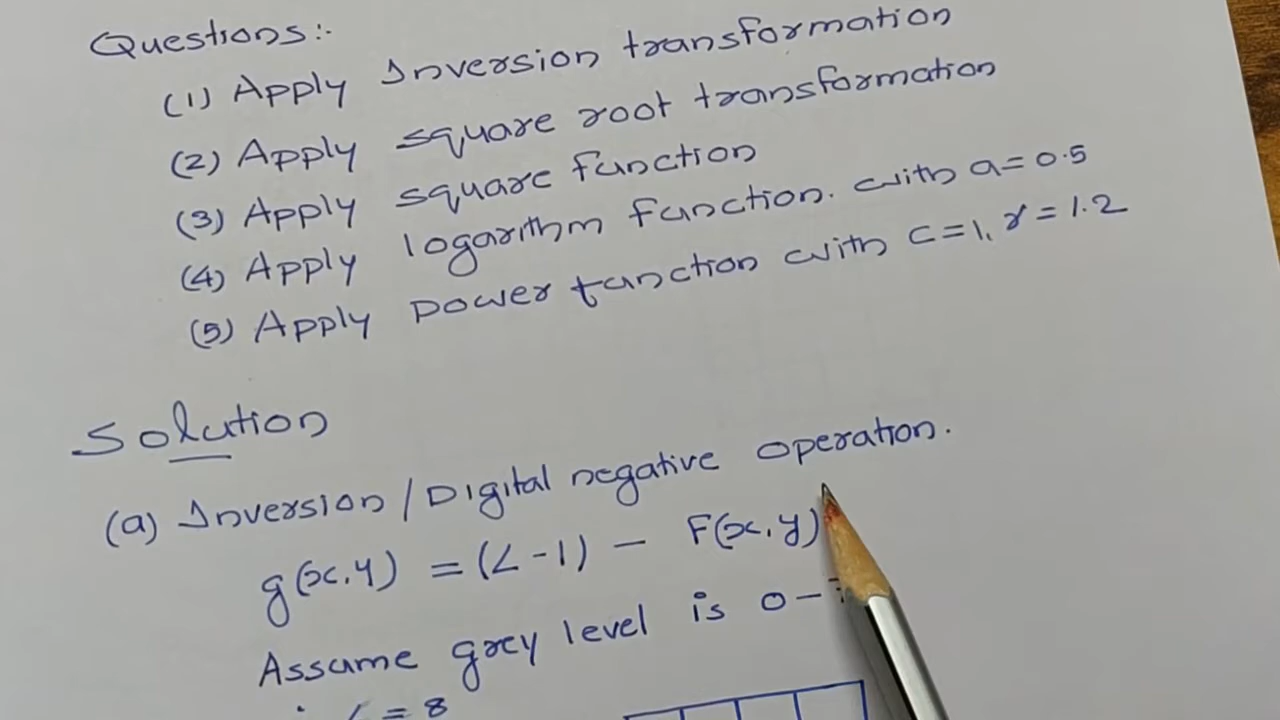 Questions:-
(1) Apply Inversion transformation
(2) Apply square root transformation
(3) Apply square function
(4) Apply logarithm function. with a=0.5
(5) Apply power function with c=1, r=1.2
Solution
(a) Inversion / Digital negative operation.
g(x,y) = (L-1) - F(x,y)
Assume grey level is 0-
L = 8